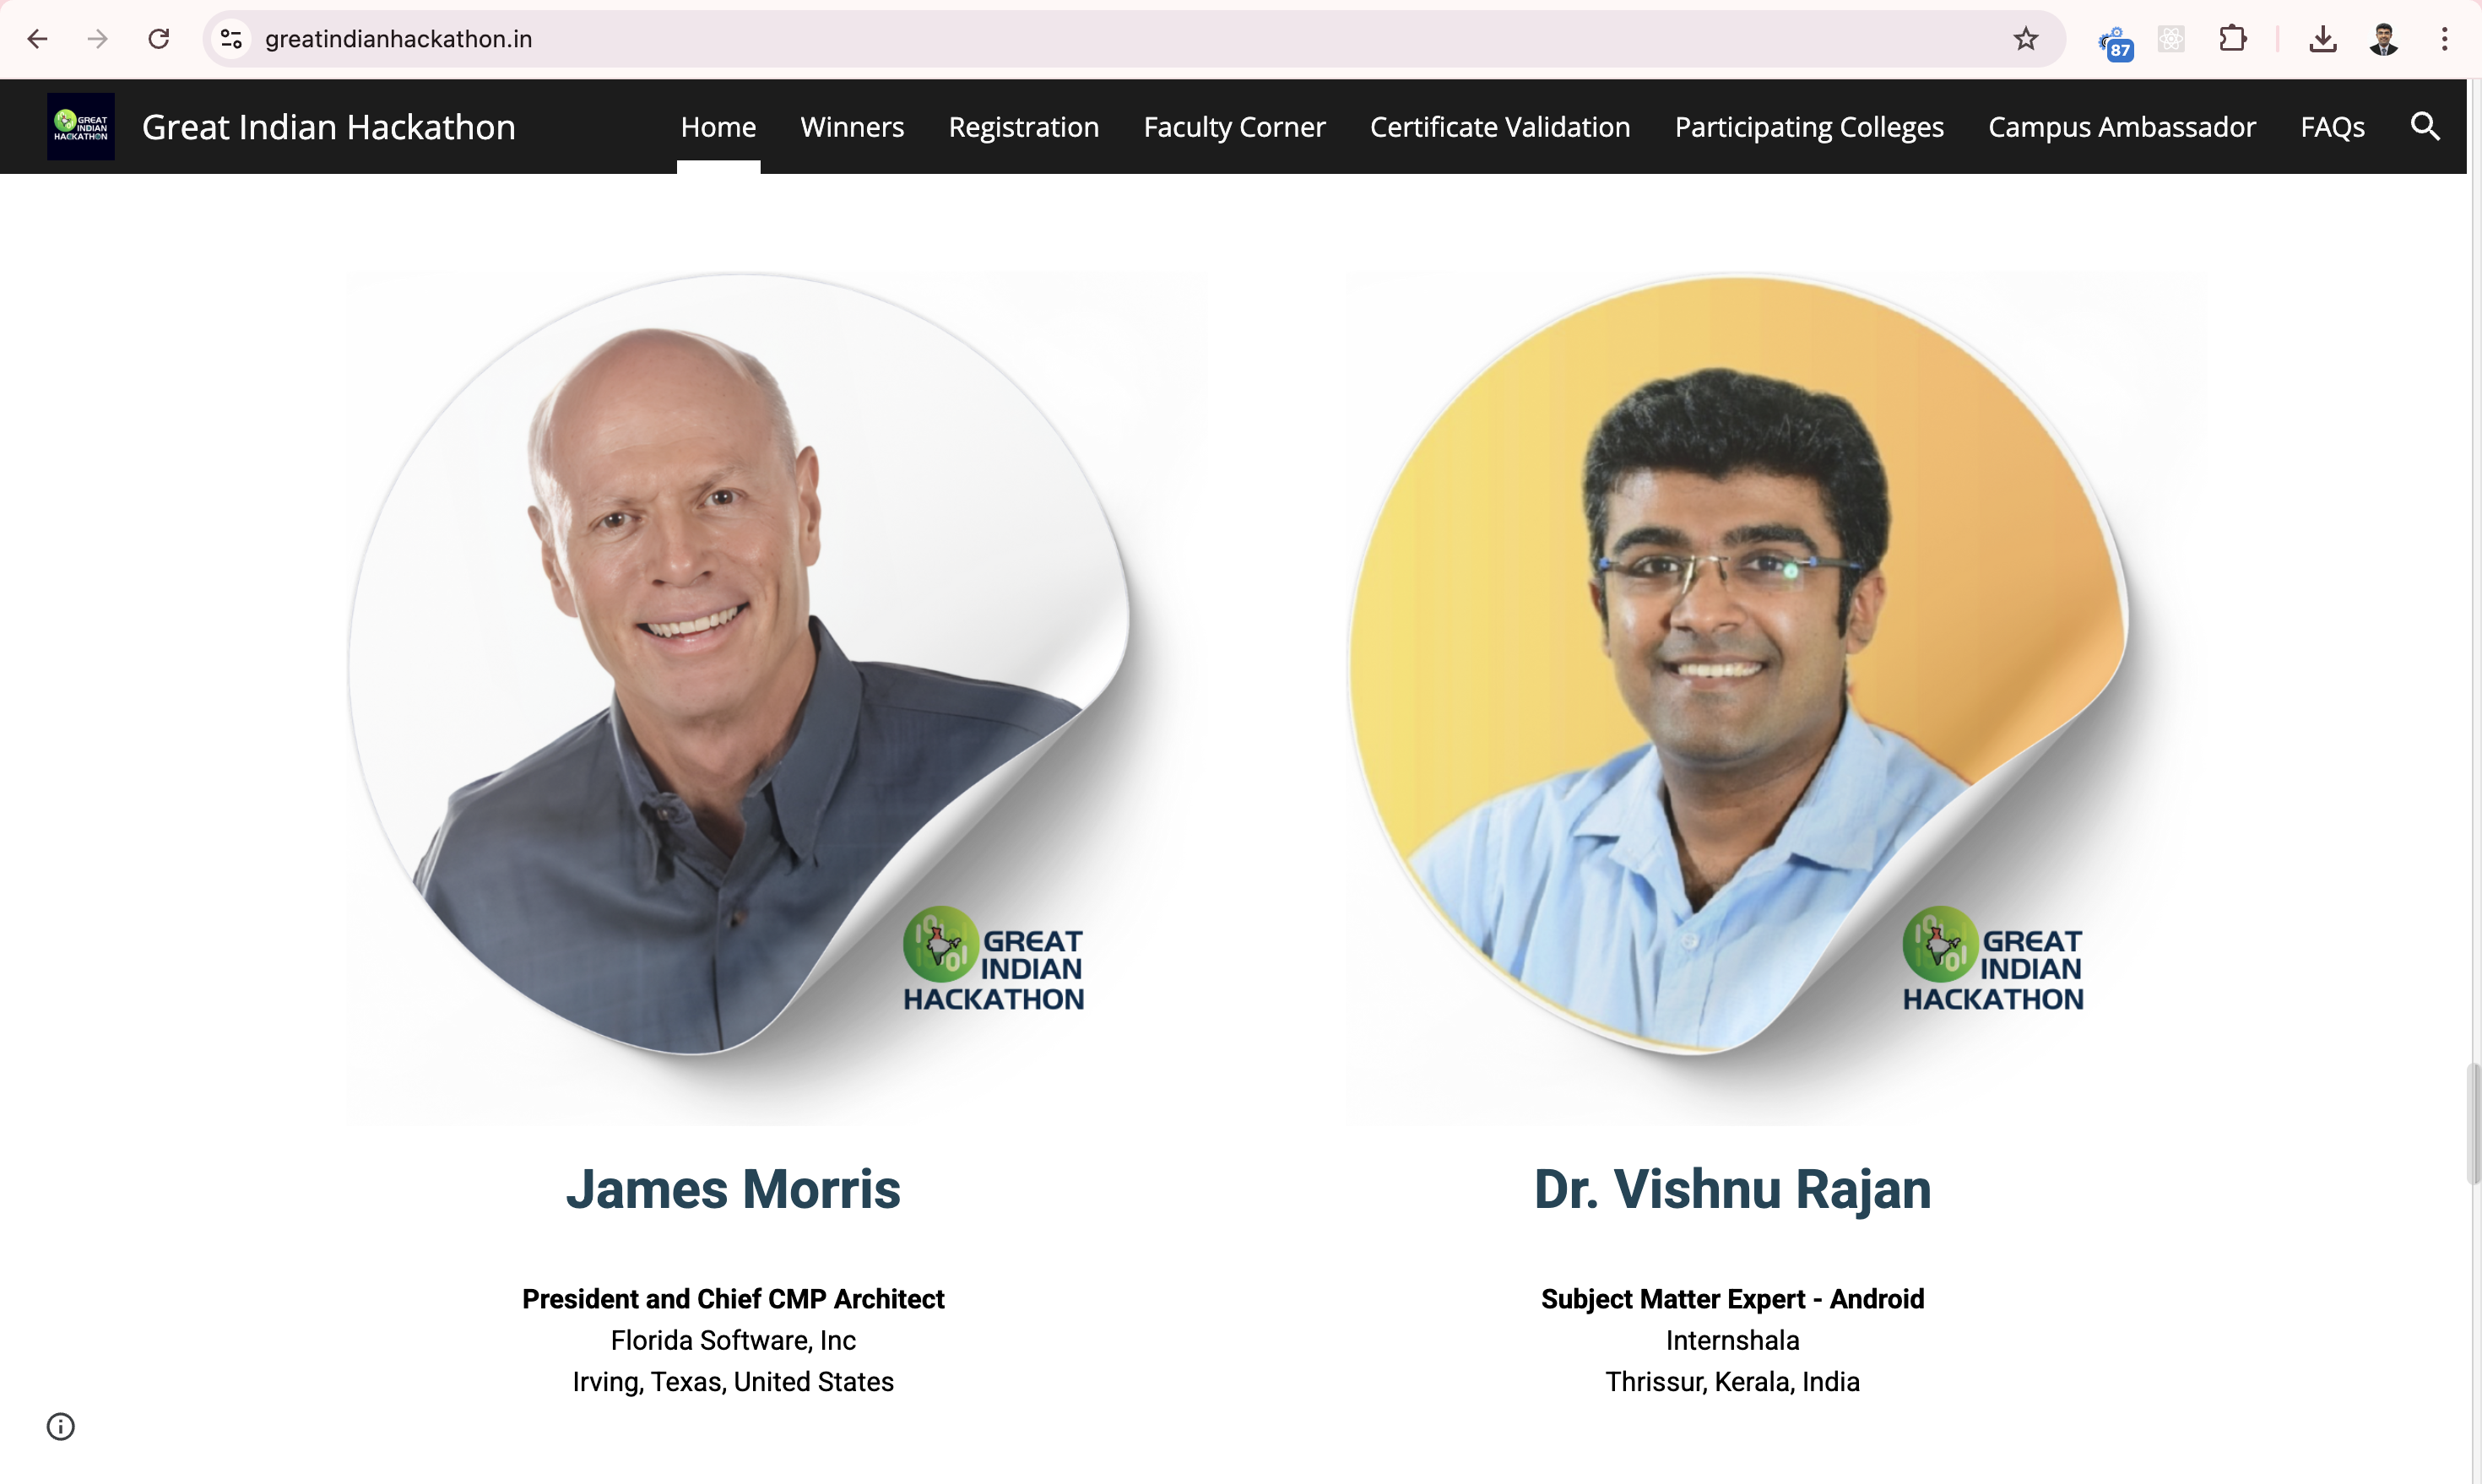 greatindianhackathon.in
87
GREAT
INDIAN
HACKATHON
Great Indian Hackathon
Home
Winners
Registration
Faculty Corner
Certificate Validation
Participating Colleges
Campus Ambassador
FAQs
GREAT
INDIAN
HACKATHON
GREAT
INDIAN
HACKATHON
James Morris
President and Chief CMP Architect
Florida Software, Inc
Irving, Texas, United States
Dr. Vishnu Rajan
Subject Matter Expert - Android
Internshala
Thrissur, Kerala, India